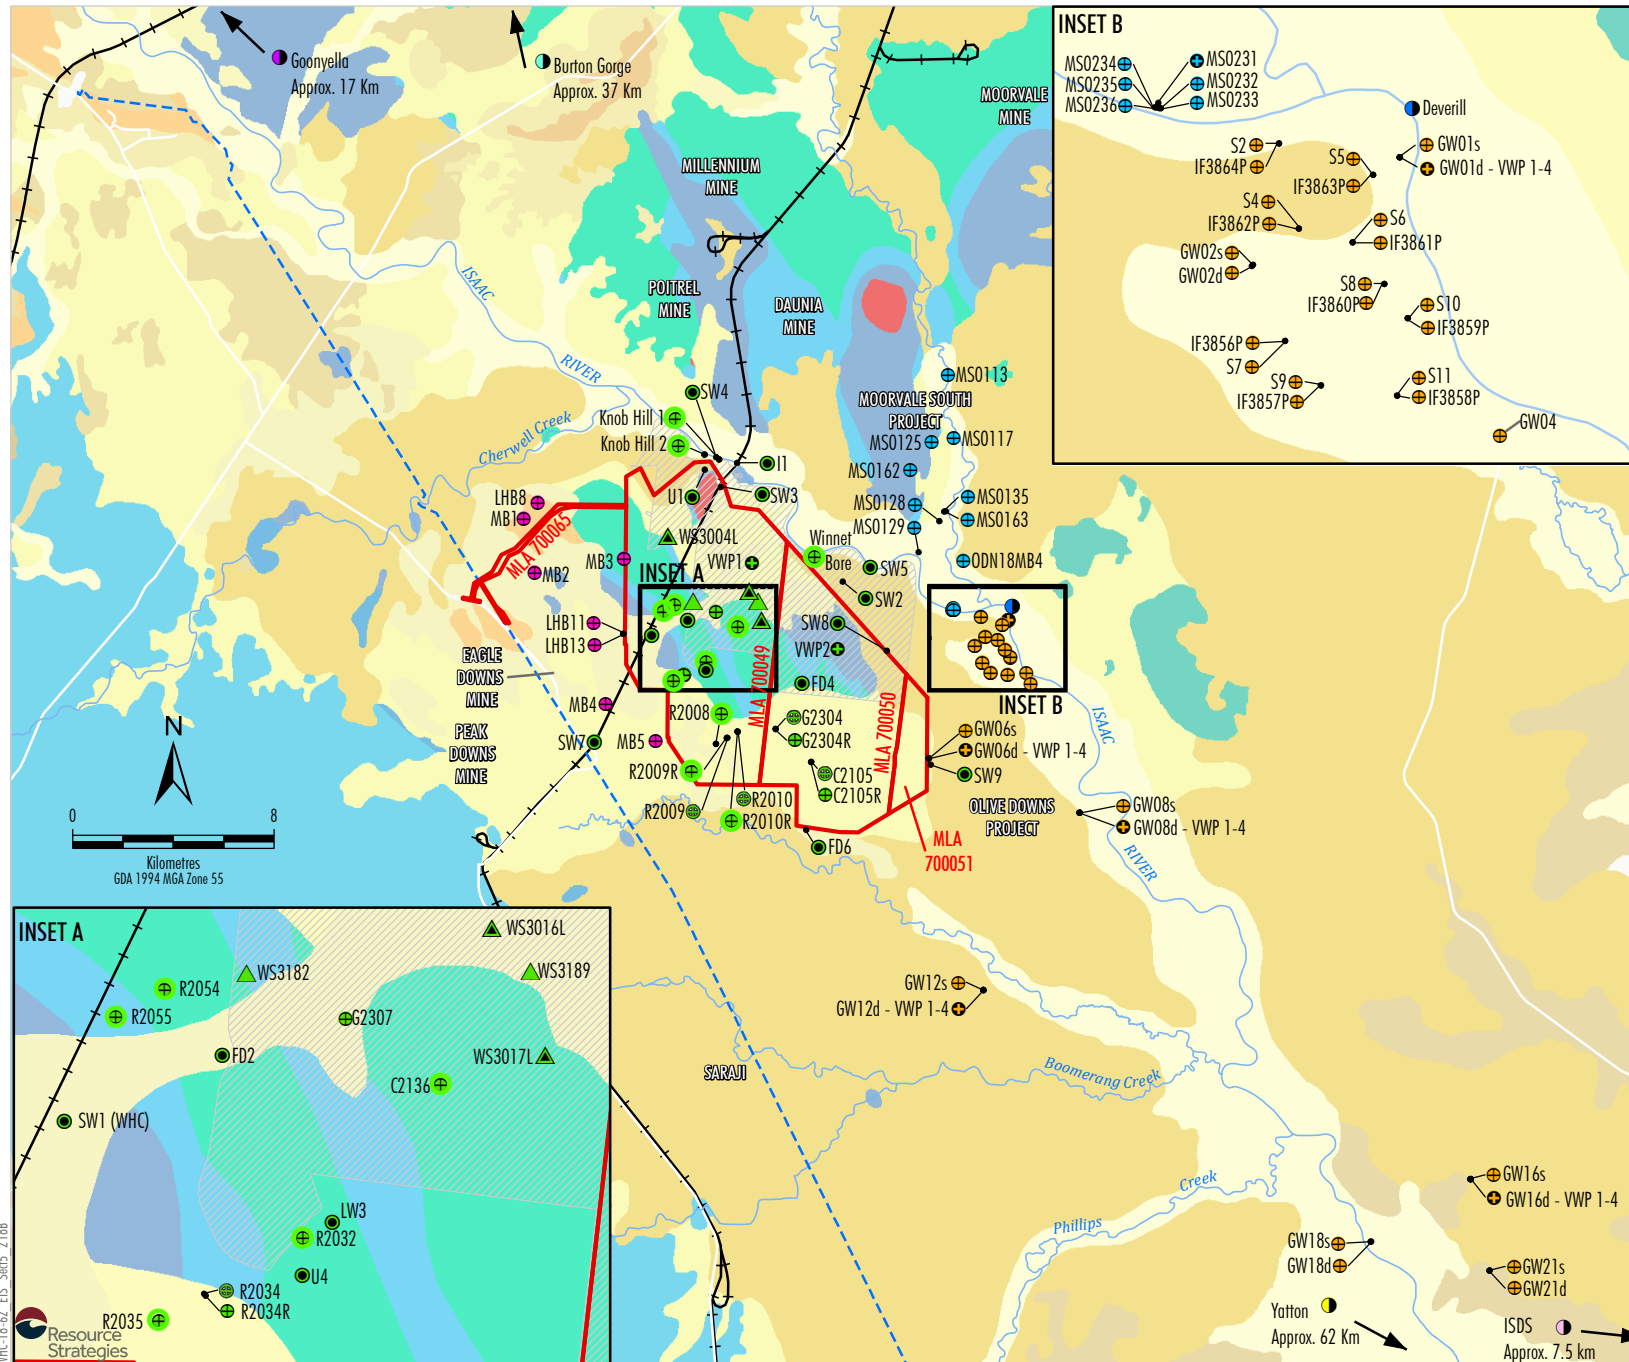 Goonyella
Approx. 17 Km
Burton Gorge
Approx. 37 Km
MOORVALE
MINE
MILLENNIUM
MINE
POITREL
MINE
DAUNIA
MINE
ISAAC
RIVER
Cherwell Creek
MOORVALE SOUTH
PROJECT
MS0113
MS0125
MS0117
MS0162
MS0128
MS0135
MS0129
MS0163
ODN18MB4
SW4
Knob Hill 1
Knob Hill 2
I1
U1
SW3
LHB8
MB1
MLA 700065
WS3004L
MB3
VWP1
Winnet
Bore
SW5
MB2
INSET A
SW2
LHB11
LHB13
SW8
VWP2
EAGLE
DOWNS
MINE
MB4
FD4
MLA 700049
MLA 700050
INSET B
R2008
G2304
G2304R
GW06s
GW06d - VWP 1-4
SW9
PEAK
DOWNS
MINE
SW7
MB5
R2009R
C2105
C2105R
R2009
R2010
R2010R
FD6
OLIVE DOWNS
PROJECT
MLA
700051
GW08s
GW08d - VWP 1-4
ISAAC
RIVER
N
0
8
Kilometres
GDA 1994 MGA Zone 55
GW12s
GW12d - VWP 1-4
SARAJI
Boomerang Creek
Phillips
Creek
GW16s
GW16d - VWP 1-4
GW18s
GW18d
GW21s
GW21d
Yatton
Approx. 62 Km
ISDS
Approx. 7.5 km
INSET B
MS0234
MS0235
MS0236
MS0231
MS0232
MS0233
Deverill
S2
IF3864P
S5
IF3863P
GW01s
GW01d - VWP 1-4
S4
IF3862P
S6
IF3861P
GW02s
GW02d
S8
IF3860P
S10
IF3859P
IF3856P
S7
S9
IF3857P
S11
IF3858P
GW04
INSET A
WS3016L
WS3182
WS3189
R2054
R2055
G2307
FD2
WS3017L
C2136
SW1 (WHC)
LW3
R2032
U4
R2034
R2034R
R2035
Resource
Strategies
WHC-18-62_EIS_Sect5_218B